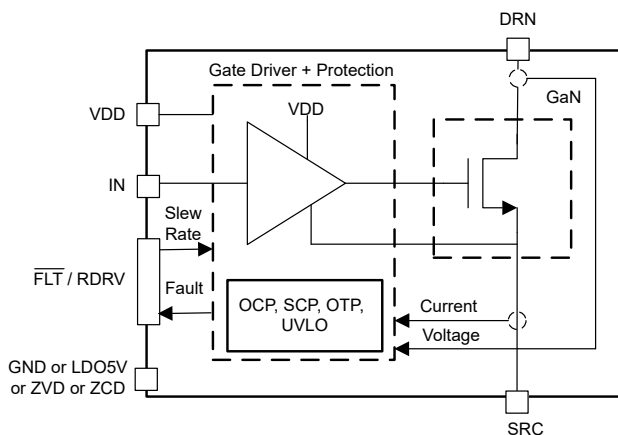 DRN
Gate Driver + Protection
GaN
VDD
VDD
IN
Slew
Rate
FLT / RDRV
Fault
OCP, SCP, OTP,
UVLO
Current
Voltage
GND or LDO5V
or ZVD or ZCD
SRC